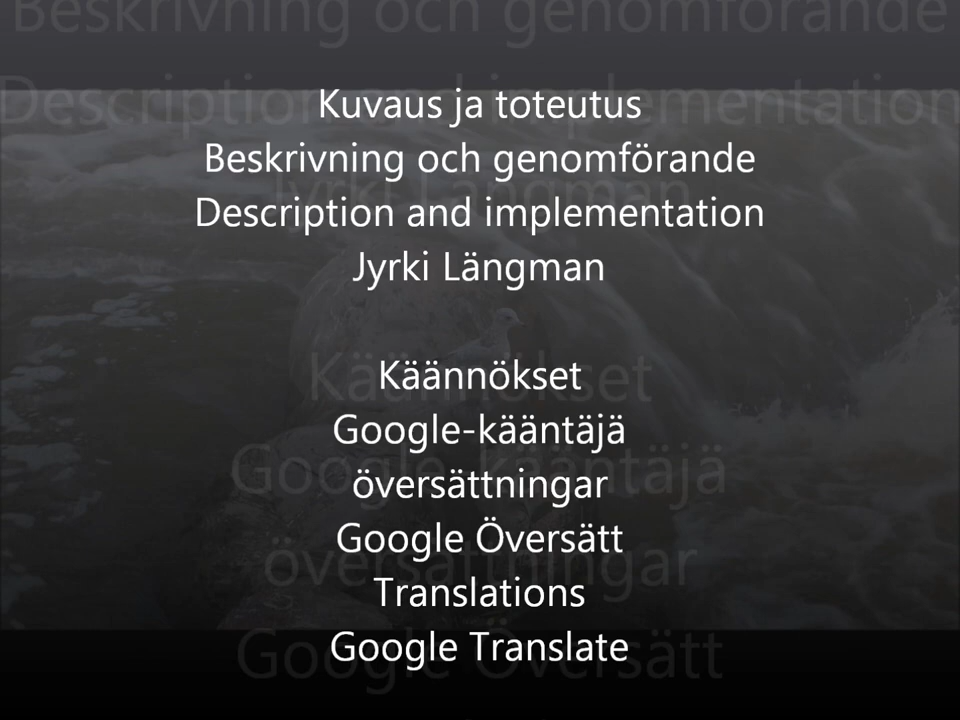 Kuvaus ja toteutus
Beskrivning och genomförande
Description and implementation
Jyrki Längman
Käännökset
Google-kääntäjä
översättningar
Google Översätt
Translations
Google Translate